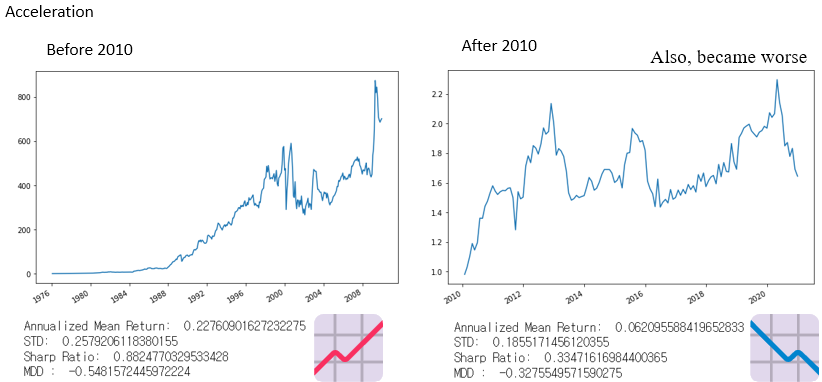 Acceleration
Before 2010
After 2010
Also, became worse
800
600
400
200
0
1976
1980
1984
1988
1992
1996
2000
2004
2008
2.2
2.0
1.8
1.6
1.4
1.2
1.0
2010
2012
2014
2016
2018
2020
Annualized Mean Return: 0.22760901627232275
STD: 0.2579206118380155
Sharp Ratio: 0.8824770329533428
MDD : -0.5481572445972224
Annualized Mean Return: 0.062095588419652833
STD: 0.1855171456120355
Sharp Ratio: 0.33471616984400365
MDD : -0.3275549571590275